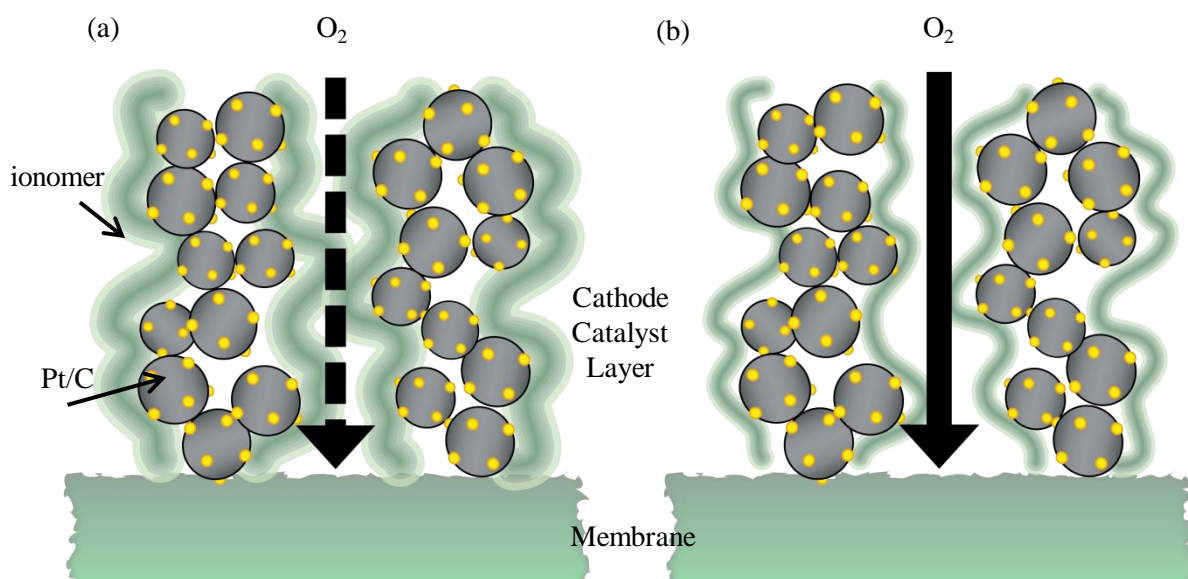 (a)
O2
(b)
O2
ionomer
Pt/C
Cathode
Catalyst
Layer
Membrane